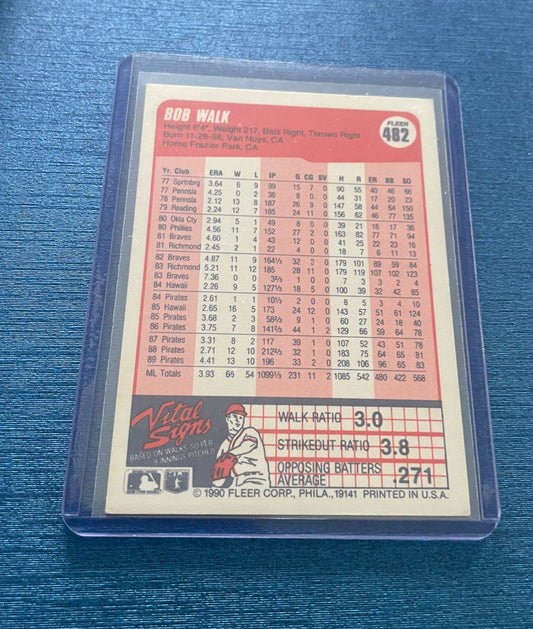 BOB WALK
FLEER
482
Height 6'4", Weight 217, Bats Right, Throws Right
Born 11-26-56, Van Nuys, CA
Home Frazier Park, CA
Yr. Club ERA W L IP G CG SV H R ER BB SO
77 Sprtnbrg 3.64 6 9 99 15 7 0 90 55 40 46 66
77 Pennsla 4.25 0 2 36 7 0 0 44 31 17 20 23
78 Pennsla 2.12 13 8 187 26 9 0 147 58 44 64 150
79 Reading 2.24 12 7 185 24 11 0 156 62 46 77 135
80 Okla Cty 2.94 5 1 49 8 0 0 39 21 16 17 36
80 Phillies 4.56 11 7 152 27 2 0 163 82 77 71 94
81 Braves 4.60 1 4 43 12 0 0 41 25 22 23 16
81 Richmond 2.45 2 1 22 4 0 0 18 7 6 11 13
82 Braves 4.87 11 9 164⅓ 32 3 0 179 101 89 59 84
83 Richmond 5.21 11 12 185 28 11 0 179 119 107 102 123
83 Braves 7.36 0 0 3⅔ 1 0 0 7 3 3 2 4
84 Hawaii 2.26 9 5 127⅓ 18 5 0 100 39 32 42 85
84 Pirates 2.61 1 1 10⅓ 2 0 0 8 5 3 4 10
85 Hawaii 2.65 16 5 173 24 12 0 143 57 51 61 124
85 Pirates 3.68 2 3 58⅔ 9 1 0 60 27 24 18 40
86 Pirates 3.75 7 8 141⅔ 44 1 2 129 66 59 64 78
87 Pirates 3.31 8 2 117 39 1 0 107 52 43 51 78
88 Pirates 2.71 12 10 212⅔ 32 1 0 183 75 64 65 81
89 Pirates 4.41 13 10 196 33 2 0 208 106 96 65 83
ML Totals 3.93 66 54 1099⅓ 231 11 2 1085 542 480 422 568
Vital Signs
BASED ON WALKS, SO PER
9 INNINGS PITCHED
WALK RATIO 3.0
STRIKEOUT RATIO 3.8
OPPOSING BATTERS
AVERAGE .271
© 1990 FLEER CORP., PHILA., 19141 PRINTED IN U.S.A.